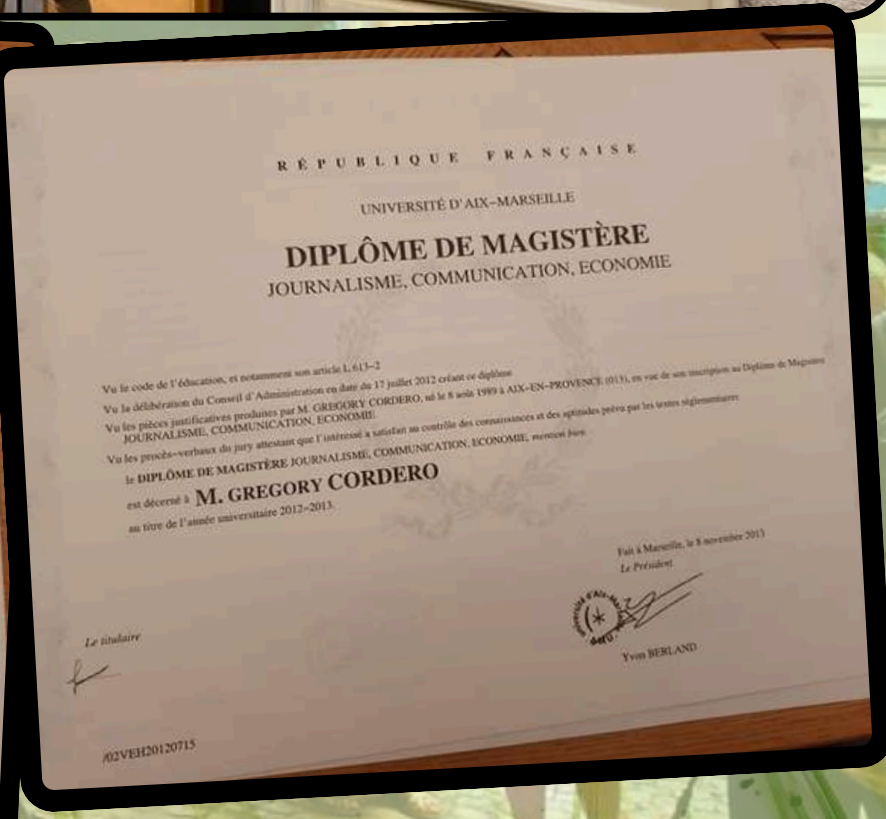 RÉPUBLIQUE FRANÇAISE
UNIVERSITÉ D'AIX-MARSEILLE
DIPLÔME DE MAGISTÈRE
JOURNALISME, COMMUNICATION, ECONOMIE
Vu le code de l'éducation, et notamment son article L.613-2
Vu la délibération du Conseil d'Administration en date du 17 juillet 2012 créant ce diplôme
Vu les pièces justificatives produites par M. GREGORY CORDERO, né le 8 août 1989 à AIX-EN-PROVENCE (013), en vue de son inscription au Diplôme de Magistère
JOURNALISME, COMMUNICATION, ECONOMIE
Vu les procès-verbaux du jury attestant que l'intéressé a satisfait au contrôle des connaissances et des aptitudes prévu par les textes réglementaires
le DIPLÔME DE MAGISTÈRE JOURNALISME, COMMUNICATION, ECONOMIE, mention bien
est décerné à M. GREGORY CORDERO
au titre de l'année universitaire 2012-2013.
Fait à Marseille, le 8 november 2013
Le Président
Le titulaire
Yvon BERLAND
/02VEH20120715